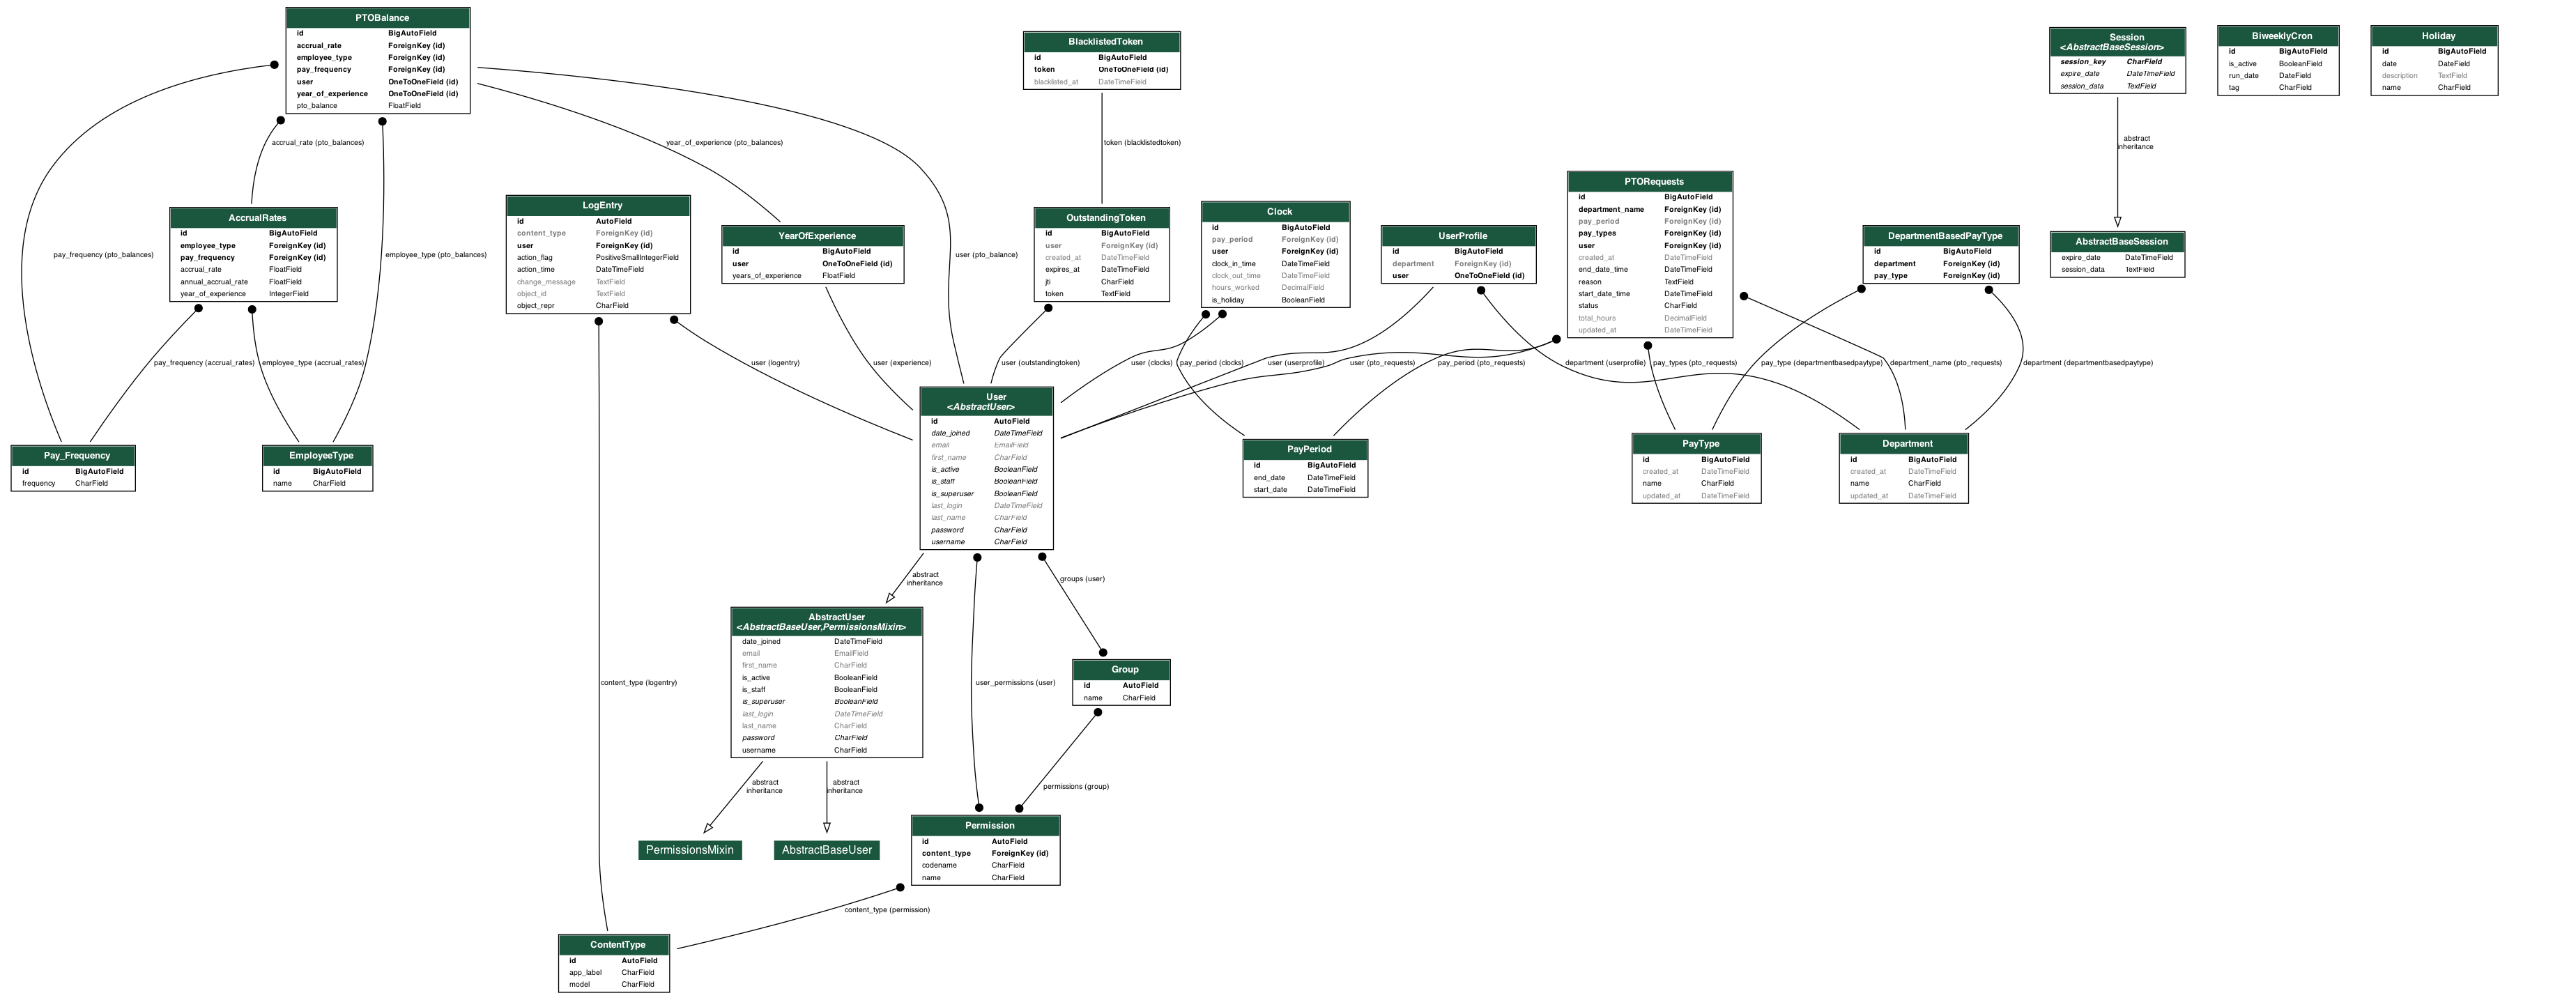 PTOBalance
id BigAutoField
accrual_rate ForeignKey (id)
employee_type ForeignKey (id)
pay_frequency ForeignKey (id)
user OneToOneField (id)
year_of_experience OneToOneField (id)
pto_balance FloatField
BlacklistedToken
id BigAutoField
token OneToOneField (id)
blacklisted_at DateTimeField
Session
<AbstractBaseSession>
session_key CharField
expire_date DateTimeField
session_data TextField
BiweeklyCron
id BigAutoField
is_active BooleanField
run_date DateField
tag CharField
Holiday
id BigAutoField
date DateField
description TextField
name CharField
accrual_rate (pto_balances)
year_of_experience (pto_balances)
token (blacklistedtoken)
abstract
inheritance
AccrualRates
id BigAutoField
employee_type ForeignKey (id)
pay_frequency ForeignKey (id)
accrual_rate FloatField
annual_accrual_rate FloatField
year_of_experience IntegerField
LogEntry
id AutoField
content_type ForeignKey (id)
user ForeignKey (id)
action_flag PositiveSmallIntegerField
action_time DateTimeField
change_message TextField
object_id TextField
object_repr CharField
YearOfExperience
id BigAutoField
user OneToOneField (id)
years_of_experience FloatField
OutstandingToken
id BigAutoField
user ForeignKey (id)
created_at DateTimeField
expires_at DateTimeField
jti CharField
token TextField
Clock
id BigAutoField
pay_period ForeignKey (id)
user ForeignKey (id)
clock_in_time DateTimeField
clock_out_time DateTimeField
hours_worked DecimalField
is_holiday BooleanField
UserProfile
id BigAutoField
department ForeignKey (id)
user OneToOneField (id)
PTORequests
id BigAutoField
department_name ForeignKey (id)
pay_period ForeignKey (id)
pay_types ForeignKey (id)
user ForeignKey (id)
created_at DateTimeField
end_date_time DateTimeField
reason TextField
start_date_time DateTimeField
status CharField
total_hours DecimalField
updated_at DateTimeField
DepartmentBasedPayType
id BigAutoField
department ForeignKey (id)
pay_type ForeignKey (id)
AbstractBaseSession
expire_date DateTimeField
session_data TextField
pay_frequency (pto_balances)
employee_type (pto_balances)
user (pto_balance)
pay_frequency (accrual_rates)
employee_type (accrual_rates)
user (logentry)
user (experience)
user (outstandingtoken)
user (clocks)
pay_period (clocks)
user (userprofile)
user (pto_requests)
pay_period (pto_requests)
department (userprofile)
pay_types (pto_requests)
pay_type (departmentbasedpaytype)
department_name (pto_requests)
department (departmentbasedpaytype)
Pay_Frequency
id BigAutoField
frequency CharField
EmployeeType
id BigAutoField
name CharField
User
<AbstractUser>
id AutoField
date_joined DateTimeField
email EmailField
first_name CharField
is_active BooleanField
is_staff BooleanField
is_superuser BooleanField
last_login DateTimeField
last_name CharField
password CharField
username CharField
PayPeriod
id BigAutoField
end_date DateTimeField
start_date DateTimeField
PayType
id BigAutoField
created_at DateTimeField
name CharField
updated_at DateTimeField
Department
id BigAutoField
created_at DateTimeField
name CharField
updated_at DateTimeField
abstract
inheritance
groups (user)
AbstractUser
<AbstractBaseUser,PermissionsMixin>
date_joined DateTimeField
email EmailField
first_name CharField
is_active BooleanField
is_staff BooleanField
is_superuser BooleanField
last_login DateTimeField
last_name CharField
password CharField
username CharField
content_type (logentry)
user_permissions (user)
Group
id AutoField
name CharField
abstract
inheritance
abstract
inheritance
permissions (group)
PermissionsMixin
AbstractBaseUser
Permission
id AutoField
content_type ForeignKey (id)
codename CharField
name CharField
content_type (permission)
ContentType
id AutoField
app_label CharField
model CharField